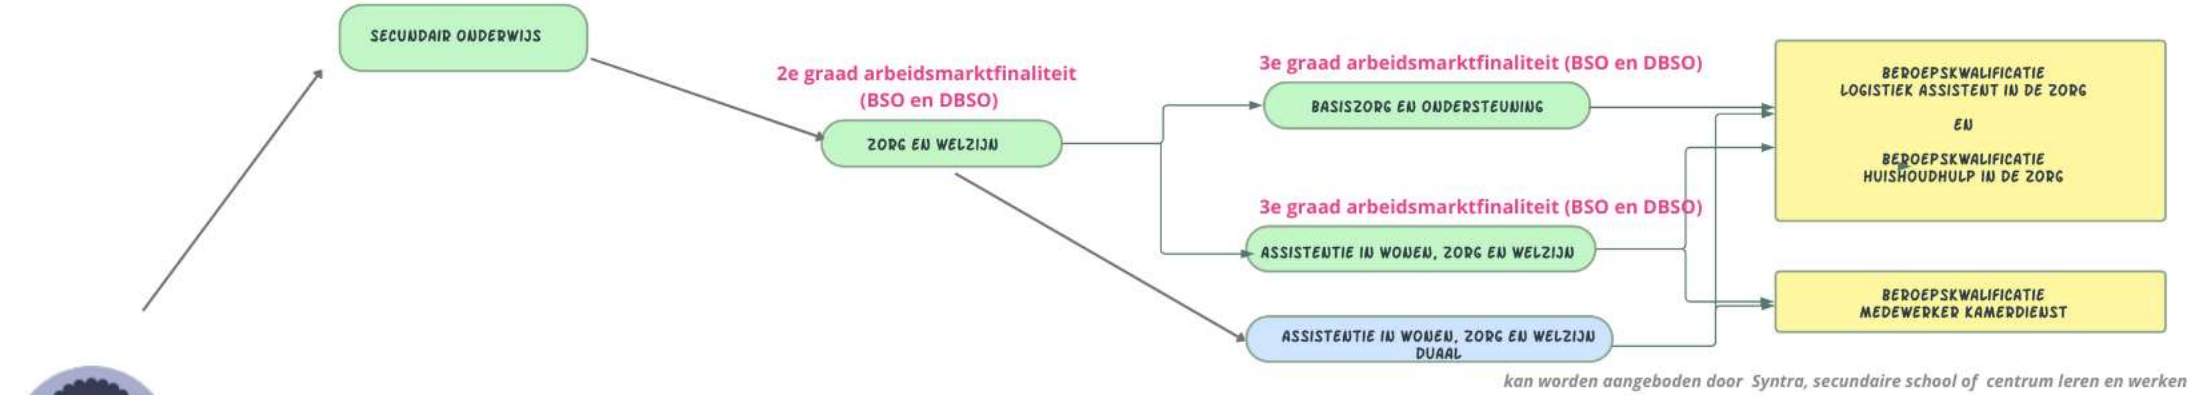 SECUNDAIR ONDERWIJS
2e graad arbeidsmarktfinaliteit
(BSO en DBSO)
ZORG EN WELZIJN
3e graad arbeidsmarktfinaliteit (BSO en DBSO)
BASISZORG EN ONDERSTEUNING
3e graad arbeidsmarktfinaliteit (BSO en DBSO)
ASSISTENTIE IN WONEN, ZORG EN WELZIJN
ASSISTENTIE IN WONEN, ZORG EN WELZIJN
DUAAL
BEROEPSKWALIFICATIE
LOGISTIEK ASSISTENT IN DE ZORG
EN
BEROEPSKWALIFICATIE
HUISHOUDHULP IN DE ZORG
BEROEPSKWALIFICATIE
MEDEWERKER KAMERDIENST
kan worden aangeboden door Syntra, secundaire school of centrum leren en werken